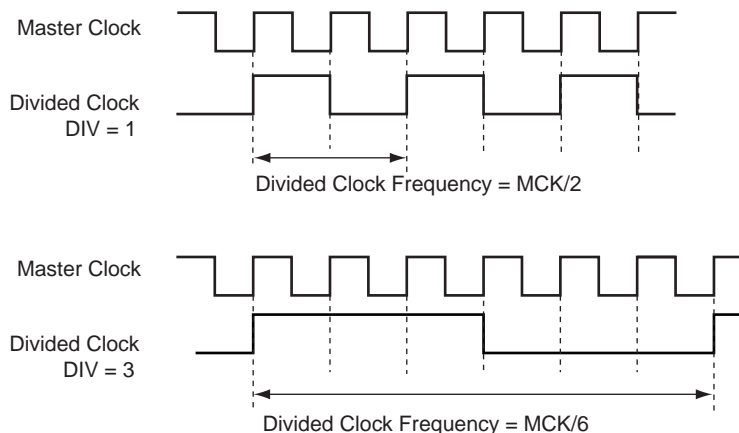 Master Clock
Divided Clock
DIV = 1
Divided Clock Frequency = MCK/2
Master Clock
Divided Clock
DIV = 3
Divided Clock Frequency = MCK/6